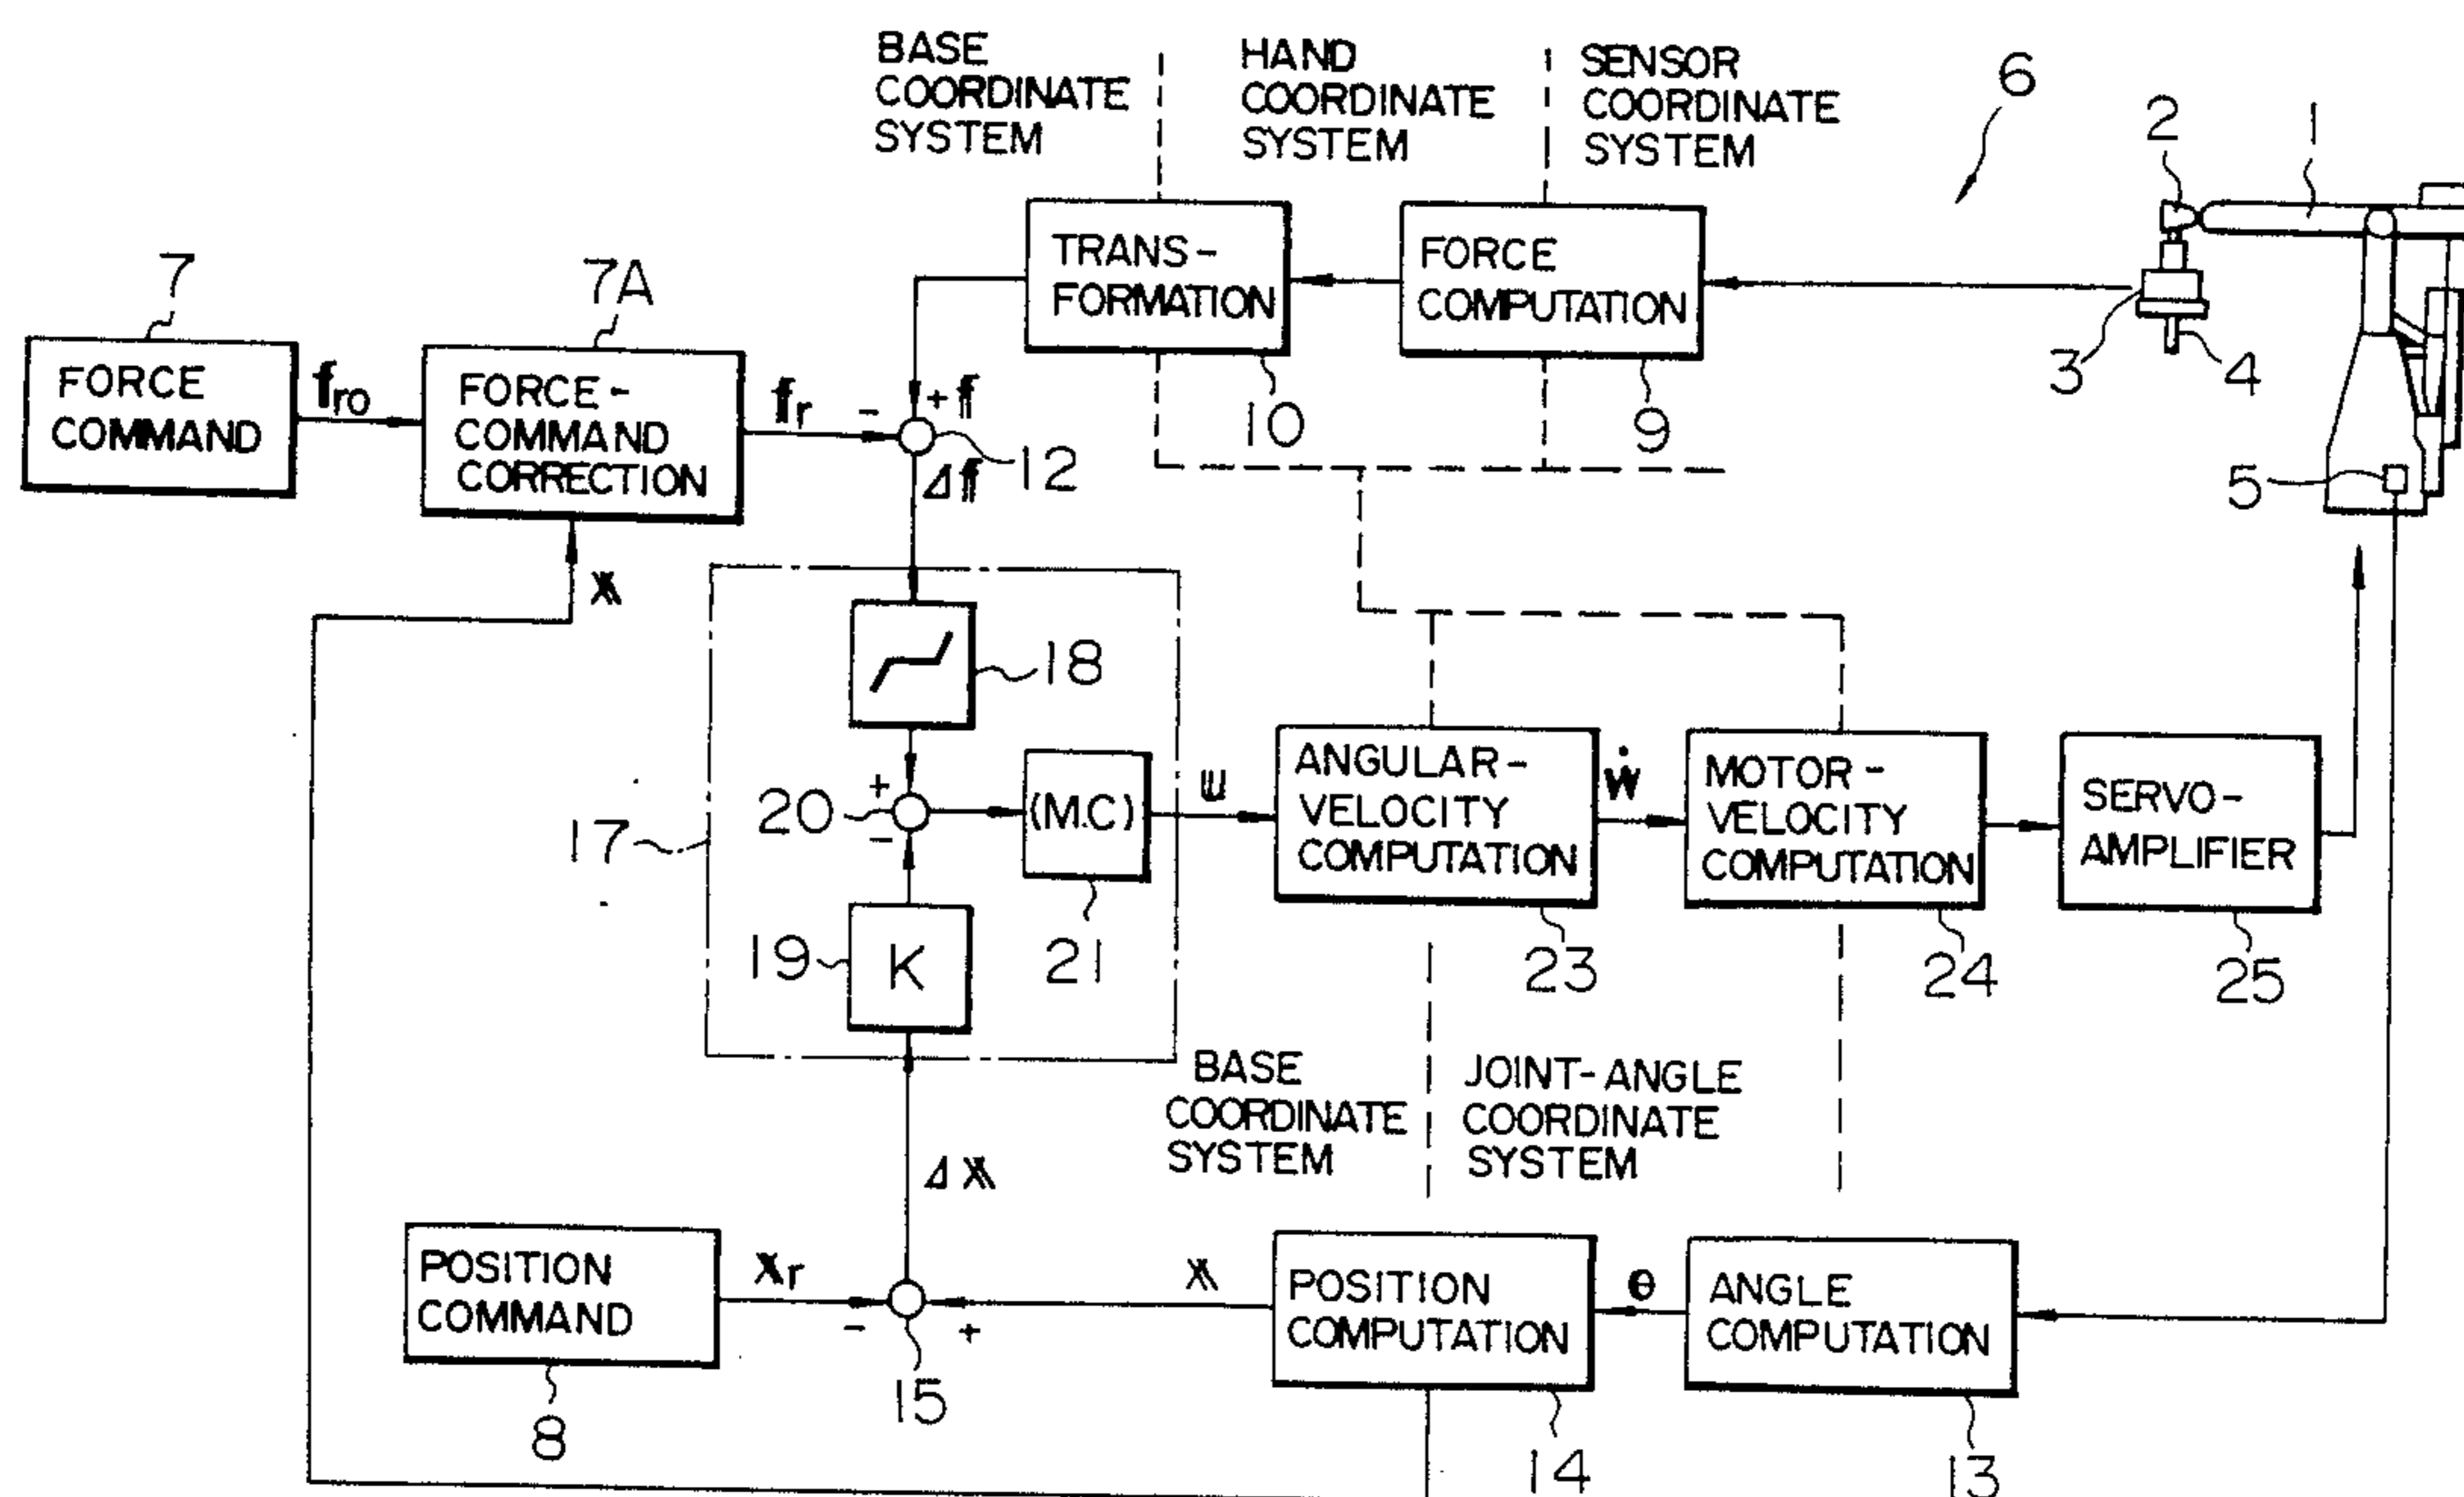 BASE
COORDINATE
SYSTEM
HAND
COORDINATE
SYSTEM
SENSOR
COORDINATE
SYSTEM
6
2
1
TRANS-
FORMATION
FORCE
COMPUTATION
7
7A
3
4
FORCE
COMMAND
fro
FORCE-
COMMAND
CORRECTION
fr
-
+f
10
9
12
Δf
5
x
18
20
+
-
(M.C)
u
ANGULAR-
VELOCITY
COMPUTATION
ẇ
MOTOR-
VELOCITY
COMPUTATION
SERVO-
AMPLIFIER
17
19
K
21
23
24
25
BASE
COORDINATE
SYSTEM
JOINT-ANGLE
COORDINATE
SYSTEM
Δx
POSITION
COMMAND
xr
-
+
x
POSITION
COMPUTATION
θ
ANGLE
COMPUTATION
8
15
14
13